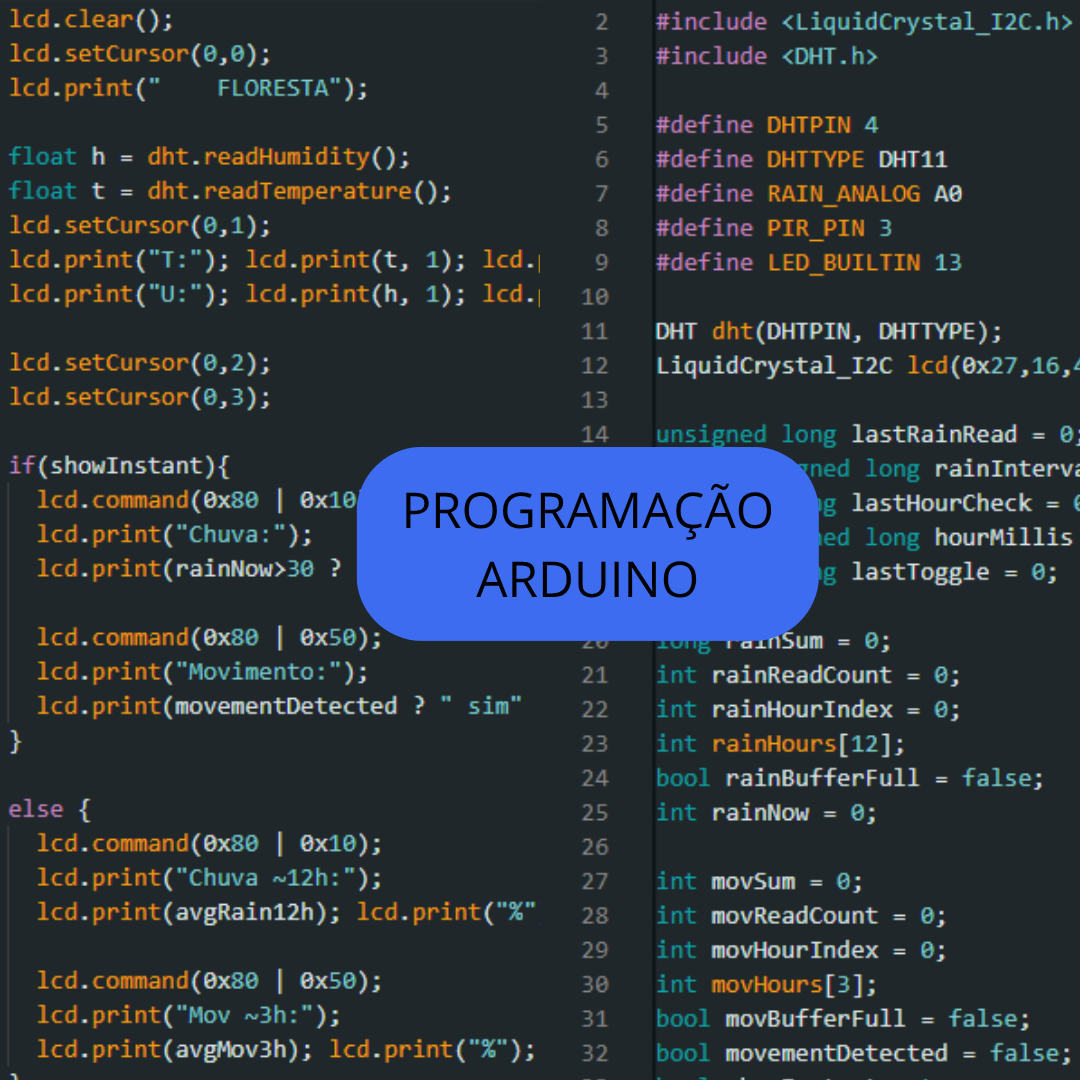 lcd.clear();
lcd.setCursor(0,0);
lcd.print("    FLORESTA");
float h = dht.readHumidity();
float t = dht.readTemperature();
lcd.setCursor(0,1);
lcd.print("T:"); lcd.print(t, 1); lcd.
lcd.print("U:"); lcd.print(h, 1); lcd.
lcd.setCursor(0,2);
lcd.setCursor(0,3);
if(showInstant){
  lcd.command(0x80 | 0x10
  lcd.print("Chuva:");
  lcd.print(rainNow>30 ?
  lcd.command(0x80 | 0x50);
  lcd.print("Movimento:");
  lcd.print(movementDetected ? " sim"
}
else {
  lcd.command(0x80 | 0x10);
  lcd.print("Chuva ~12h:");
  lcd.print(avgRain12h); lcd.print("%"
  lcd.command(0x80 | 0x50);
  lcd.print("Mov ~3h:");
  lcd.print(avgMov3h); lcd.print("%");
PROGRAMAÇÃO
ARDUINO
2 #include <LiquidCrystal_I2C.h>
3 #include <DHT.h>
4
5 #define DHTPIN 4
6 #define DHTTYPE DHT11
7 #define RAIN_ANALOG A0
8 #define PIR_PIN 3
9 #define LED_BUILTIN 13
10
11 DHT dht(DHTPIN, DHTTYPE);
12 LiquidCrystal_I2C lcd(0x27,16,4
13
14 unsigned long lastRainRead = 0;
long rainInterva
lastHourCheck = 0
long hourMillis
lastToggle = 0;
20 long rainSum = 0;
21 int rainReadCount = 0;
22 int rainHourIndex = 0;
23 int rainHours[12];
24 bool rainBufferFull = false;
25 int rainNow = 0;
26
27 int movSum = 0;
28 int movReadCount = 0;
29 int movHourIndex = 0;
30 int movHours[3];
31 bool movBufferFull = false;
32 bool movementDetected = false;